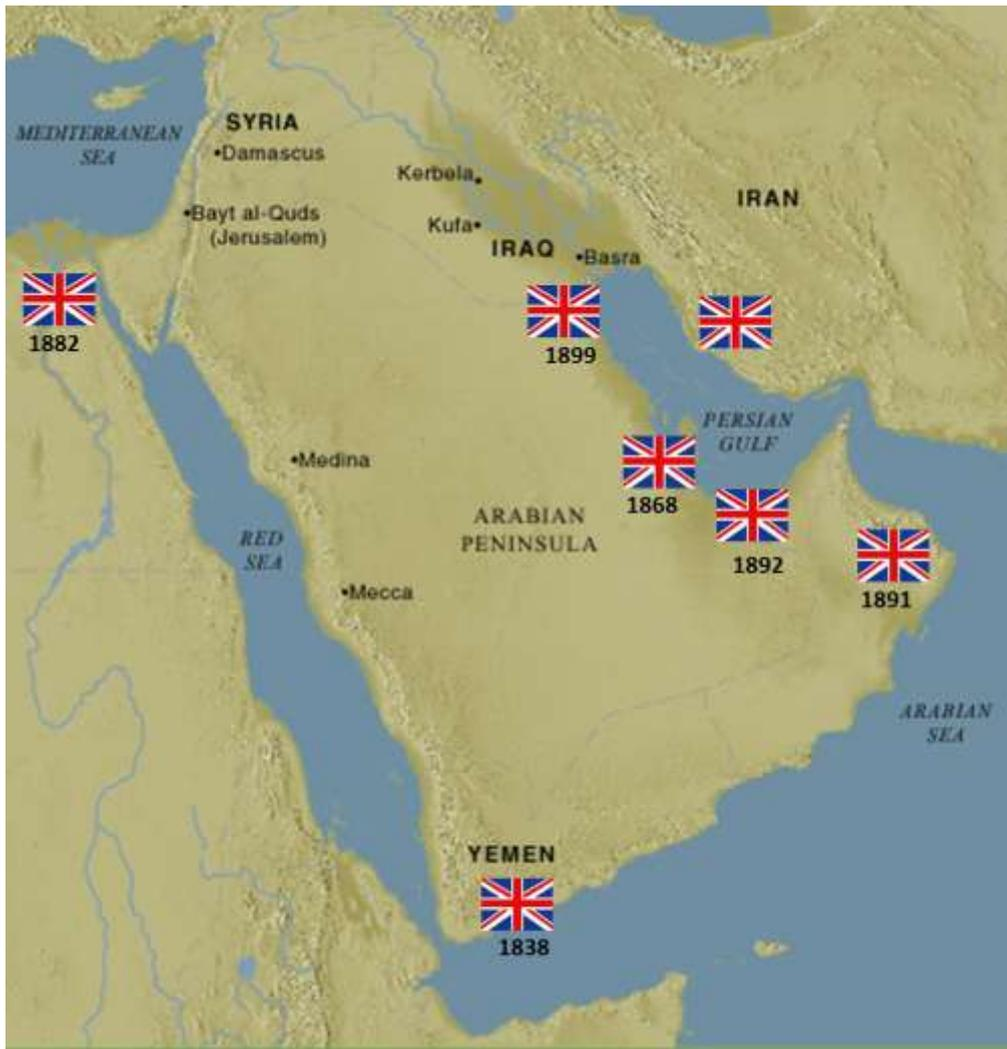 MEDITERRANEAN
SEA
SYRIA
•Damascus
•Bayt al-Quds
(Jerusalem)
Kerbela•
Kufa•
IRAQ
•Basra
IRAN
1882
1899
PERSIAN
GULF
•Medina
1868
ARABIAN
PENINSULA
1892
RED
SEA
•Mecca
1891
ARABIAN
SEA
YEMEN
1838